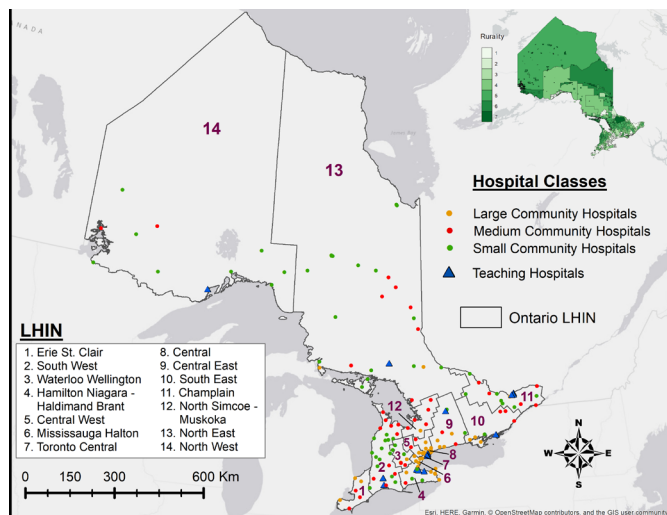 NADA
Rurality
1
2
3
4
5
6
7
14
13
Hospital Classes
Large Community Hospitals
Medium Community Hospitals
Small Community Hospitals
Teaching Hospitals
Ontario LHIN
LHIN
1. Erie St. Clair
2. South West
3. Waterloo Wellington
4. Hamilton Niagara -
Haldimand Brant
5. Central West
6. Mississauga Halton
7. Toronto Central
8. Central
9. Central East
10. South East
11. Champlain
12. North Simcoe -
Muskoka
13. North East
14. North West
11
12
9
10
5
3
8
7
2
6
1
4
N
W
E
S
0
150
300
600 Km
Esri, HERE, Garmin, © OpenStreetMap contributors, and the GIS user community